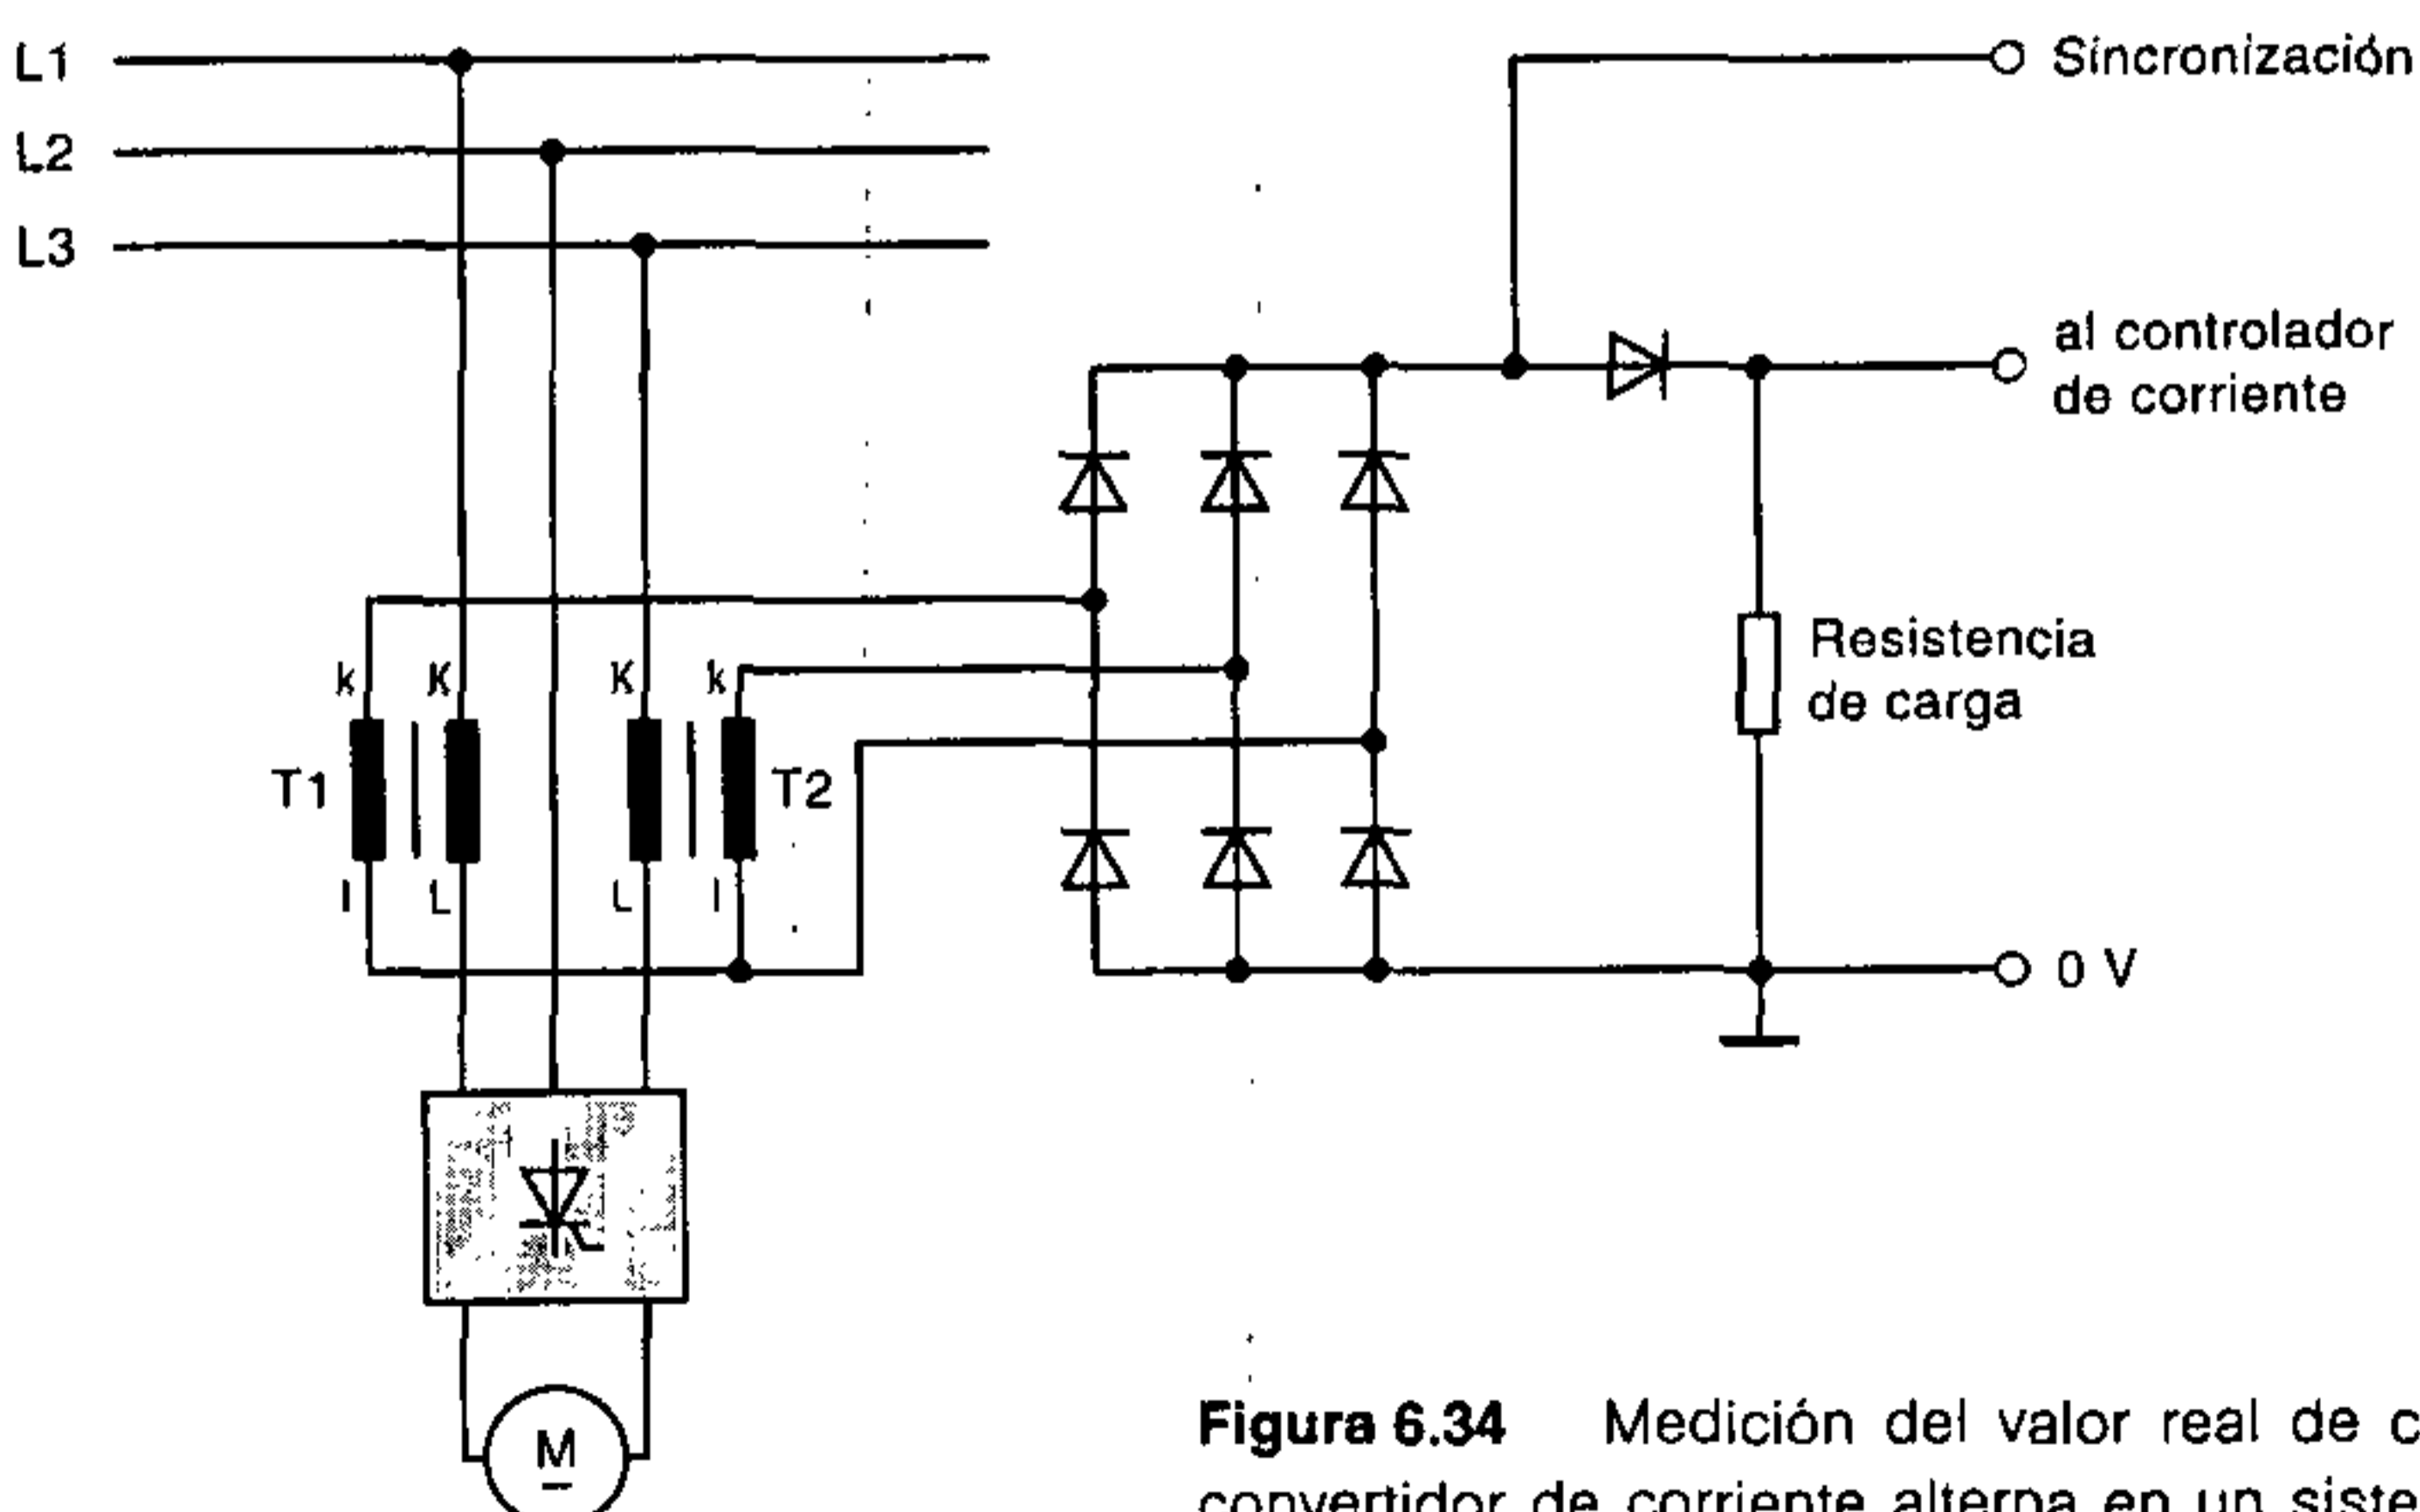 L1
L2
L3
Sincronización
al controlador
de corriente
Resistencia
de carga
0 V
k K K k
T1 T2
l L L l
M
Figura 6.34 Medición del valor real de
convertidor de corriente alterna en un